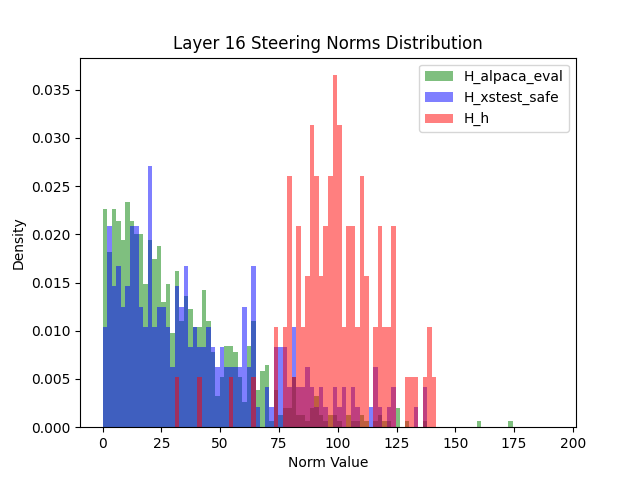 Layer 16 Steering Norms Distribution
H_alpaca_eval
H_xstest_safe
H_h
0.035
0.030
0.025
0.020
0.015
0.010
0.005
0.000
Density
0
25
50
75
100
125
150
175
200
Norm Value